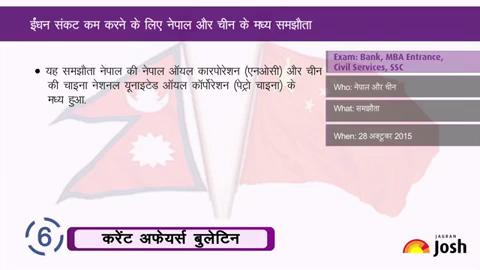 ईंधन संकट कम करने के लिए नेपाल और चीन के मध्य समझौता
• यह समझौता नेपाल की नेपाल ऑयल कारपोरेशन (एनओसी) और चीन
की चाइना नेशनल यूनाइटेड ऑयल कॉर्पोरेशन (पेट्रो चाइना) के
मध्य हुआ.
Exam: Bank, MBA Entrance,
Civil Services, SSC
Who: नेपाल और चीन
What: समझौता
When: 28 अक्टूबर 2015
6
करेंट अफेयर्स बुलेटिन
JAGRAN
Josh